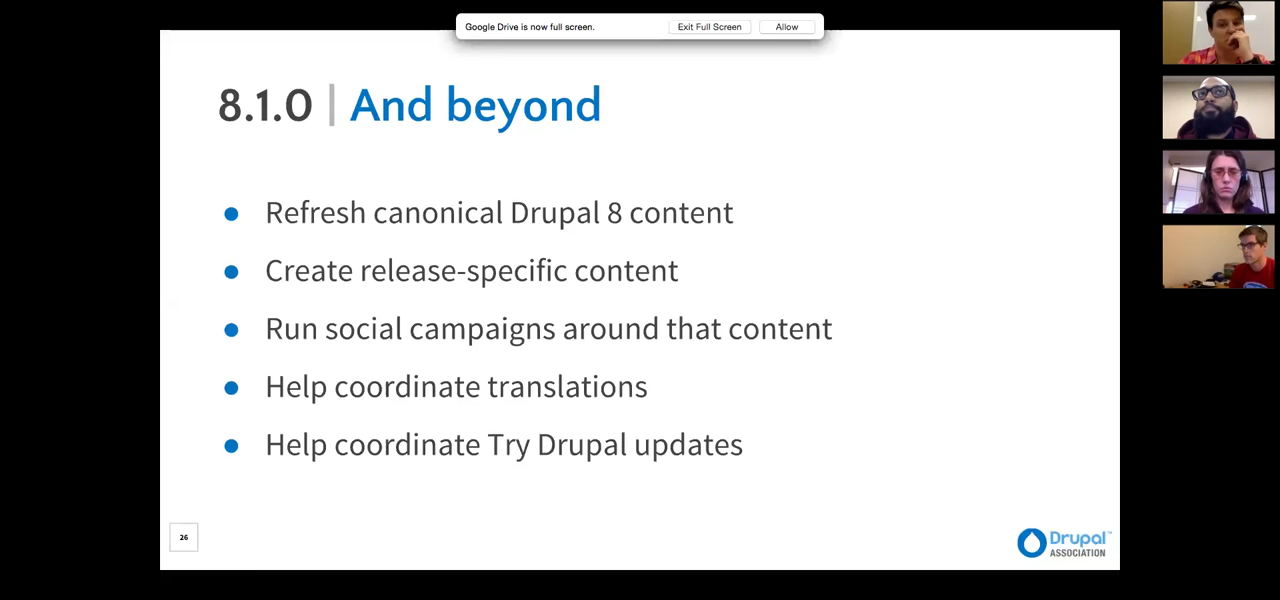 Google Drive is now full screen. Exit Full Screen Allow
8.1.0 | And beyond
● Refresh canonical Drupal 8 content
● Create release-specific content
● Run social campaigns around that content
● Help coordinate translations
● Help coordinate Try Drupal updates
26
Drupal™
ASSOCIATION